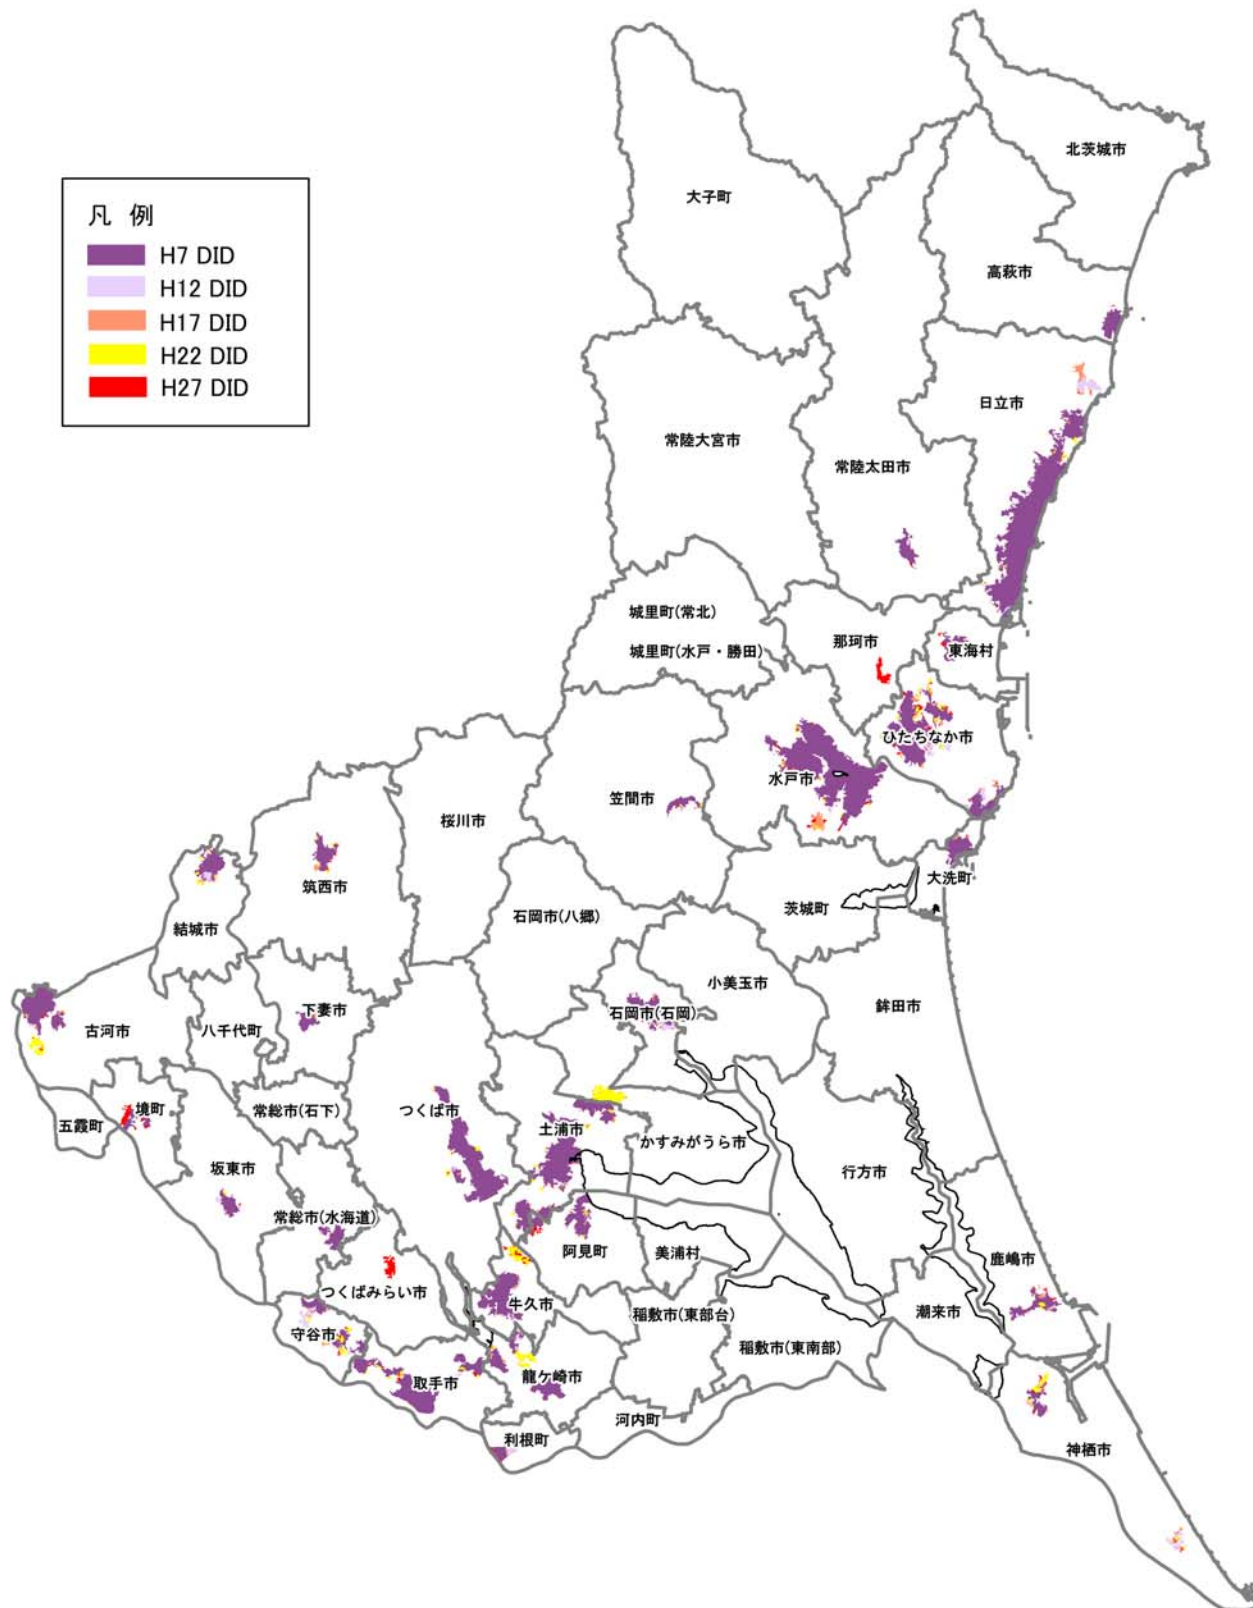 凡 例
H7 DID
H12 DID
H17 DID
H22 DID
H27 DID
北茨城市
大子町
高萩市
日立市
常陸大宮市
常陸太田市
城里町(常北)
那珂市
城里町(水戸・勝田)
東海村
ひたちなか市
水戸市
笠間市
桜川市
筑西市
大洗町
茨城町
石岡市(八郷)
結城市
小美玉市
鉾田市
下妻市
石岡市(石岡)
古河市
八千代町
境町
常総市(石下)
つくば市
五霞町
土浦市
かすみがうら市
坂東市
行方市
常総市(水海道)
阿見町
美浦村
鹿嶋市
つくばみらい市
牛久市
潮来市
稲敷市(東部台)
守谷市
稲敷市(東南部)
取手市
龍ケ崎市
河内町
利根町
神栖市